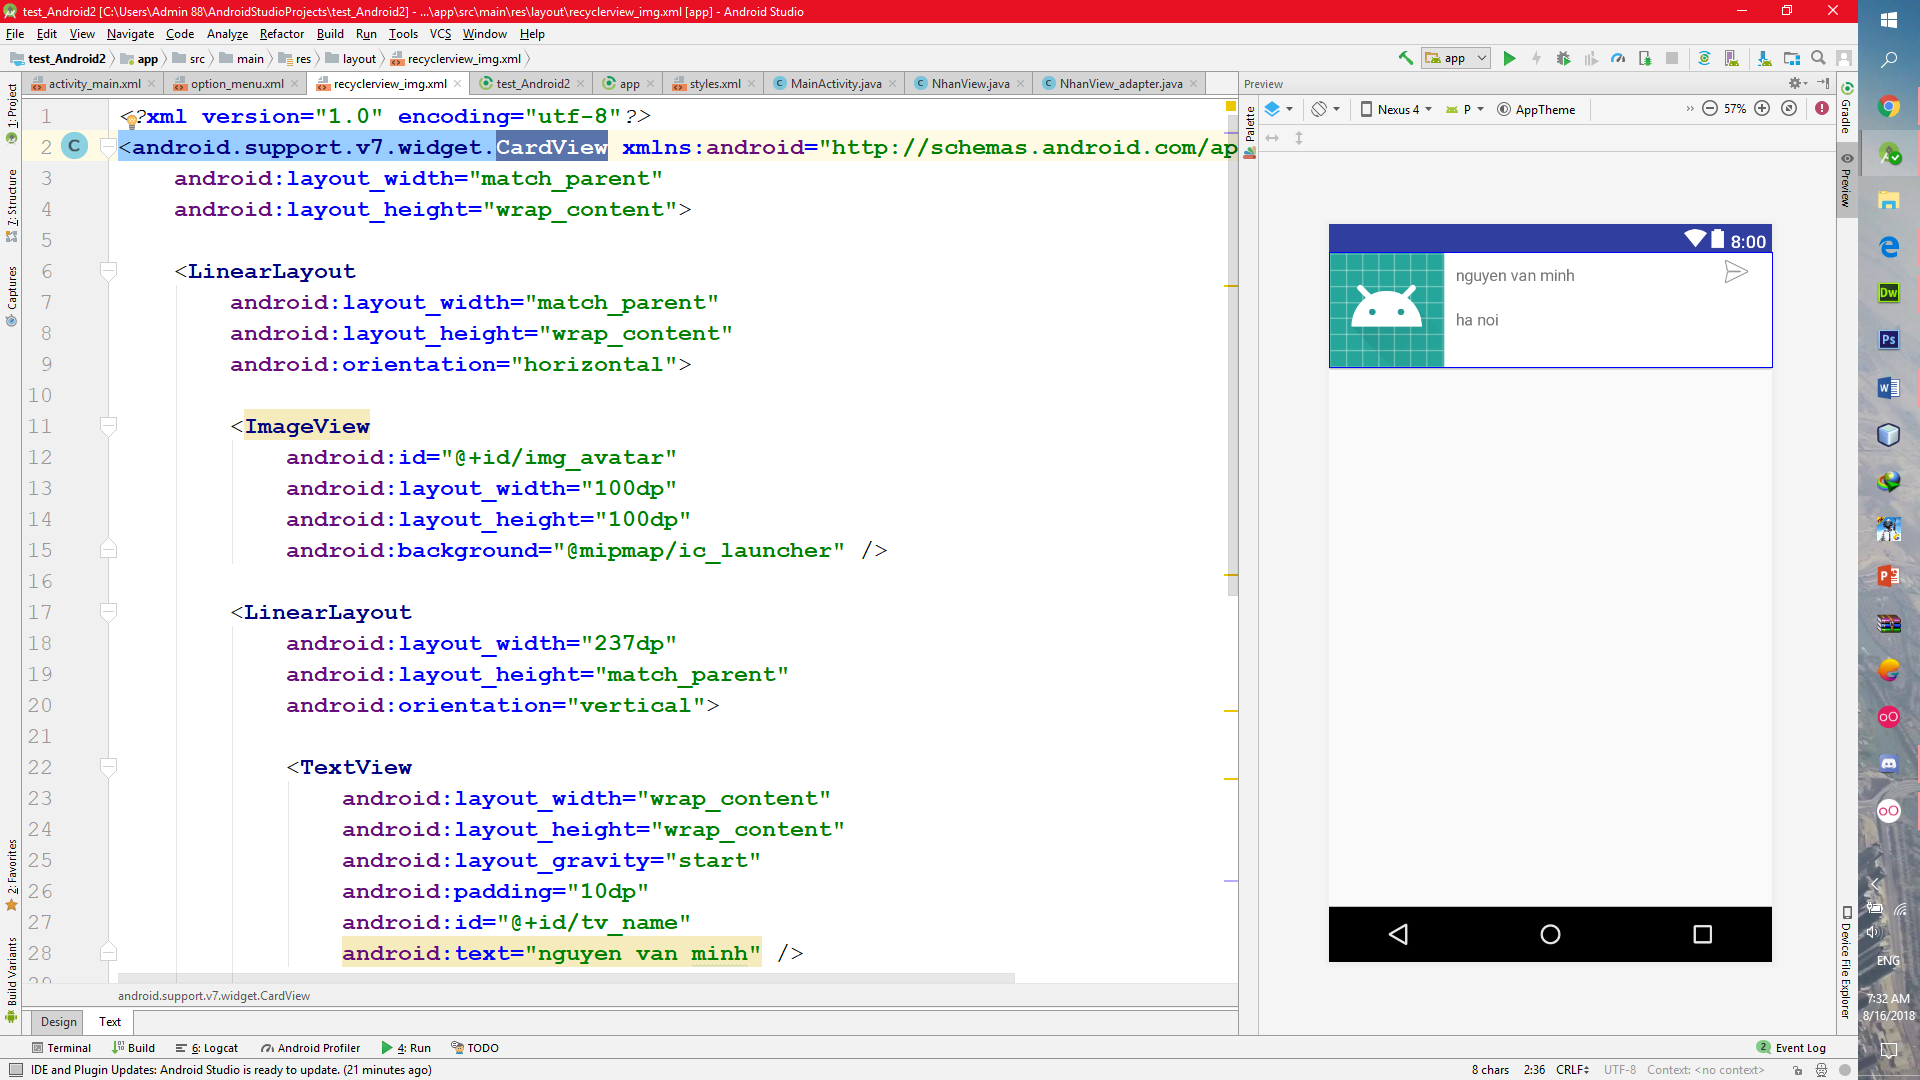 test_Android2 [C:\Users\Admin 88\AndroidStudioProjects\test_Android2] - ...\app\src\main\res\layout\recyclerview_img.xml [app] - Android Studio
File Edit View Navigate Code Analyze Refactor Build Run Tools VCS Window Help
test_Android2 app src main res layout recyclerview_img.xml app
activity_main.xml option_menu.xml recyclerview_img.xml test_Android2 app styles.xml MainActivity.java NhanView.java NhanView_adapter.java Preview
Nexus 4 P AppTheme 57%
1: Project
7: Structure
Captures
2: Favorites
Build Variants
1 <?xml version="1.0" encoding="utf-8"?>
2 <android.support.v7.widget.CardView xmlns:android="http://schemas.android.com/ap
3 android:layout_width="match_parent"
4 android:layout_height="wrap_content">
5
6 <LinearLayout
7 android:layout_width="match_parent"
8 android:layout_height="wrap_content"
9 android:orientation="horizontal">
10
11 <ImageView
12 android:id="@+id/img_avatar"
13 android:layout_width="100dp"
14 android:layout_height="100dp"
15 android:background="@mipmap/ic_launcher" />
16
17 <LinearLayout
18 android:layout_width="237dp"
19 android:layout_height="match_parent"
20 android:orientation="vertical">
21
22 <TextView
23 android:layout_width="wrap_content"
24 android:layout_height="wrap_content"
25 android:layout_gravity="start"
26 android:padding="10dp"
27 android:id="@+id/tv_name"
28 android:text="nguyen van minh" />
29
android.support.v7.widget.CardView
Design Text
Palette
8:00
nguyen van minh
ha noi
Gradle
Preview
Device File Explorer
Dw
Ps
ENG
7:32 AM
8/16/2018
Terminal Build 6: Logcat Android Profiler 4: Run TODO 2 Event Log
IDE and Plugin Updates: Android Studio is ready to update. (21 minutes ago) 8 chars 2:36 CRLF UTF-8 Context: <no context>